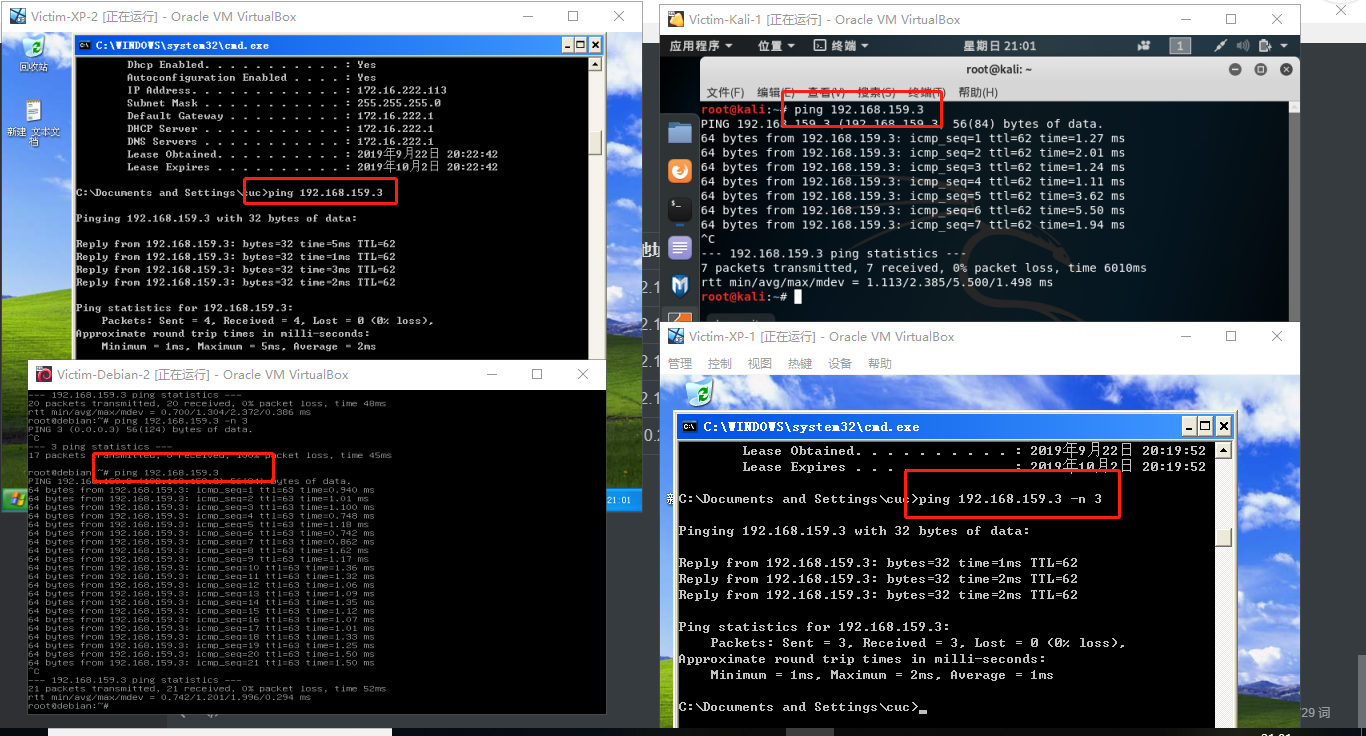 Victim-XP-2 [正在运行] - Oracle VM VirtualBox
回收站
新建 文本文档
C:\WINDOWS\system32\cmd.exe
Dhcp Enabled. . . . . . . . . . . : Yes
Autoconfiguration Enabled . . . . : Yes
IP Address. . . . . . . . . . . . : 172.16.222.113
Subnet Mask . . . . . . . . . . . : 255.255.255.0
Default Gateway . . . . . . . . . : 172.16.222.1
DHCP Server . . . . . . . . . . . : 172.16.222.1
DNS Servers . . . . . . . . . . . : 172.16.222.1
Lease Obtained. . . . . . . . . . : 2019年9月22日 20:22:42
Lease Expires . . . . . . . . . . : 2019年10月2日 20:22:42
C:\Documents and Settings\cuc>ping 192.168.159.3
Pinging 192.168.159.3 with 32 bytes of data:
Reply from 192.168.159.3: bytes=32 time=5ms TTL=62
Reply from 192.168.159.3: bytes=32 time=1ms TTL=62
Reply from 192.168.159.3: bytes=32 time=3ms TTL=62
Reply from 192.168.159.3: bytes=32 time=2ms TTL=62
Ping statistics for 192.168.159.3:
Packets: Sent = 4, Received = 4, Lost = 0 (0% loss),
Approximate round trip times in milli-seconds:
Minimum = 1ms, Maximum = 5ms, Average = 2ms
21:01
Victim-Debian-2 [正在运行] - Oracle VM VirtualBox
--- 192.168.159.3 ping statistics ---
20 packets transmitted, 20 received, 0% packet loss, time 48ms
rtt min/avg/max/mdev = 0.700/1.304/2.372/0.386 ms
root@debian:~# ping 192.168.159.3 -n 3
PING 3 (0.0.0.3) 56(124) bytes of data.
^C
--- 3 ping statistics ---
17 packets transmitted, 0 received, 100% packet loss, time 45ms
root@debian:~# ping 192.168.159.3
PING 192.168.159.3 (192.168.159.3) 56(84) bytes of data.
64 bytes from 192.168.159.3: icmp_seq=1 ttl=63 time=0.940 ms
64 bytes from 192.168.159.3: icmp_seq=2 ttl=63 time=1.01 ms
64 bytes from 192.168.159.3: icmp_seq=3 ttl=63 time=1.100 ms
64 bytes from 192.168.159.3: icmp_seq=4 ttl=63 time=0.748 ms
64 bytes from 192.168.159.3: icmp_seq=5 ttl=63 time=1.18 ms
64 bytes from 192.168.159.3: icmp_seq=6 ttl=63 time=0.742 ms
64 bytes from 192.168.159.3: icmp_seq=7 ttl=63 time=0.862 ms
64 bytes from 192.168.159.3: icmp_seq=8 ttl=63 time=1.62 ms
64 bytes from 192.168.159.3: icmp_seq=9 ttl=63 time=1.17 ms
64 bytes from 192.168.159.3: icmp_seq=10 ttl=63 time=1.36 ms
64 bytes from 192.168.159.3: icmp_seq=11 ttl=63 time=1.32 ms
64 bytes from 192.168.159.3: icmp_seq=12 ttl=63 time=1.06 ms
64 bytes from 192.168.159.3: icmp_seq=13 ttl=63 time=1.09 ms
64 bytes from 192.168.159.3: icmp_seq=14 ttl=63 time=1.35 ms
64 bytes from 192.168.159.3: icmp_seq=15 ttl=63 time=1.12 ms
64 bytes from 192.168.159.3: icmp_seq=16 ttl=63 time=1.07 ms
64 bytes from 192.168.159.3: icmp_seq=17 ttl=63 time=1.01 ms
64 bytes from 192.168.159.3: icmp_seq=18 ttl=63 time=1.33 ms
64 bytes from 192.168.159.3: icmp_seq=19 ttl=63 time=1.25 ms
64 bytes from 192.168.159.3: icmp_seq=20 ttl=63 time=1.50 ms
64 bytes from 192.168.159.3: icmp_seq=21 ttl=63 time=1.50 ms
^C
--- 192.168.159.3 ping statistics ---
21 packets transmitted, 21 received, 0% packet loss, time 52ms
rtt min/avg/max/mdev = 0.742/1.201/1.996/0.294 ms
root@debian:~#
Victim-Kali-1 [正在运行] - Oracle VM VirtualBox
应用程序 位置 终端 星期日 21:01 1
root@kali: ~
文件(F) 编辑(E) 查看(V) 搜索(S) 终端(T) 帮助(H)
root@kali:~# ping 192.168.159.3
PING 192.168.159.3 (192.168.159.3) 56(84) bytes of data.
64 bytes from 192.168.159.3: icmp_seq=1 ttl=62 time=1.27 ms
64 bytes from 192.168.159.3: icmp_seq=2 ttl=62 time=2.01 ms
64 bytes from 192.168.159.3: icmp_seq=3 ttl=62 time=1.24 ms
64 bytes from 192.168.159.3: icmp_seq=4 ttl=62 time=1.11 ms
64 bytes from 192.168.159.3: icmp_seq=5 ttl=62 time=3.62 ms
64 bytes from 192.168.159.3: icmp_seq=6 ttl=62 time=5.50 ms
64 bytes from 192.168.159.3: icmp_seq=7 ttl=62 time=1.94 ms
^C
--- 192.168.159.3 ping statistics ---
7 packets transmitted, 7 received, 0% packet loss, time 6010ms
rtt min/avg/max/mdev = 1.113/2.385/5.500/1.498 ms
root@kali:~#
Victim-XP-1 [正在运行] - Oracle VM VirtualBox
管理 控制 视图 热键 设备 帮助
C:\WINDOWS\system32\cmd.exe
Lease Obtained. . . . . . . . . . : 2019年9月22日 20:19:52
Lease Expires . . . . . . . . . . : 2019年10月2日 20:19:52
C:\Documents and Settings\cuc>ping 192.168.159.3 -n 3
Pinging 192.168.159.3 with 32 bytes of data:
Reply from 192.168.159.3: bytes=32 time=1ms TTL=62
Reply from 192.168.159.3: bytes=32 time=2ms TTL=62
Reply from 192.168.159.3: bytes=32 time=2ms TTL=62
Ping statistics for 192.168.159.3:
Packets: Sent = 3, Received = 3, Lost = 0 (0% loss),
Approximate round trip times in milli-seconds:
Minimum = 1ms, Maximum = 2ms, Average = 1ms
C:\Documents and Settings\cuc>_
729 词